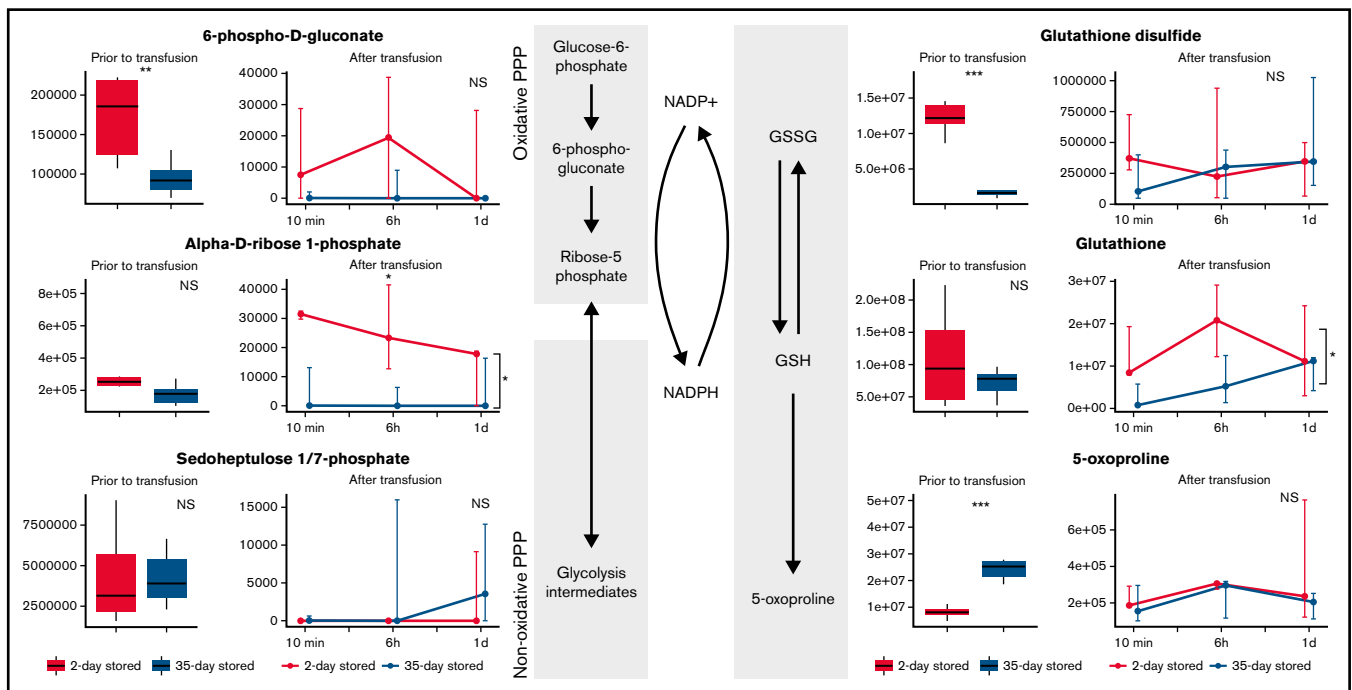 6-phospho-D-gluconate
Prior to transfusion
**
200000
150000
100000
After transfusion
NS
40000
30000
20000
10000
0
10 min
6h
1d
Alpha-D-ribose 1-phosphate
Prior to transfusion
NS
8e+05
6e+05
4e+05
2e+05
After transfusion
*
40000
30000
20000
10000
0
*
10 min
6h
1d
Sedoheptulose 1/7-phosphate
Prior to transfusion
NS
7500000
5000000
2500000
After transfusion
NS
15000
10000
5000
0
10 min
6h
1d
2-day stored
35-day stored
2-day stored
35-day stored
Oxidative PPP
Glucose-6-
phosphate
6-phospho-
gluconate
Ribose-5
phosphate
Non-oxidative PPP
Glycolysis
intermediates
NADP+
NADPH
GSSG
GSH
5-oxoproline
Glutathione disulfide
Prior to transfusion
***
1.5e+07
1.0e+07
5.0e+06
After transfusion
NS
1000000
750000
500000
250000
0
10 min
6h
1d
Glutathione
Prior to transfusion
NS
2.0e+08
1.5e+08
1.0e+08
5.0e+07
After transfusion
3e+07
2e+07
1e+07
0e+00
*
10 min
6h
1d
5-oxoproline
Prior to transfusion
***
5e+07
4e+07
3e+07
2e+07
1e+07
After transfusion
NS
6e+05
4e+05
2e+05
10 min
6h
1d
2-day stored
35-day stored
2-day stored
35-day stored